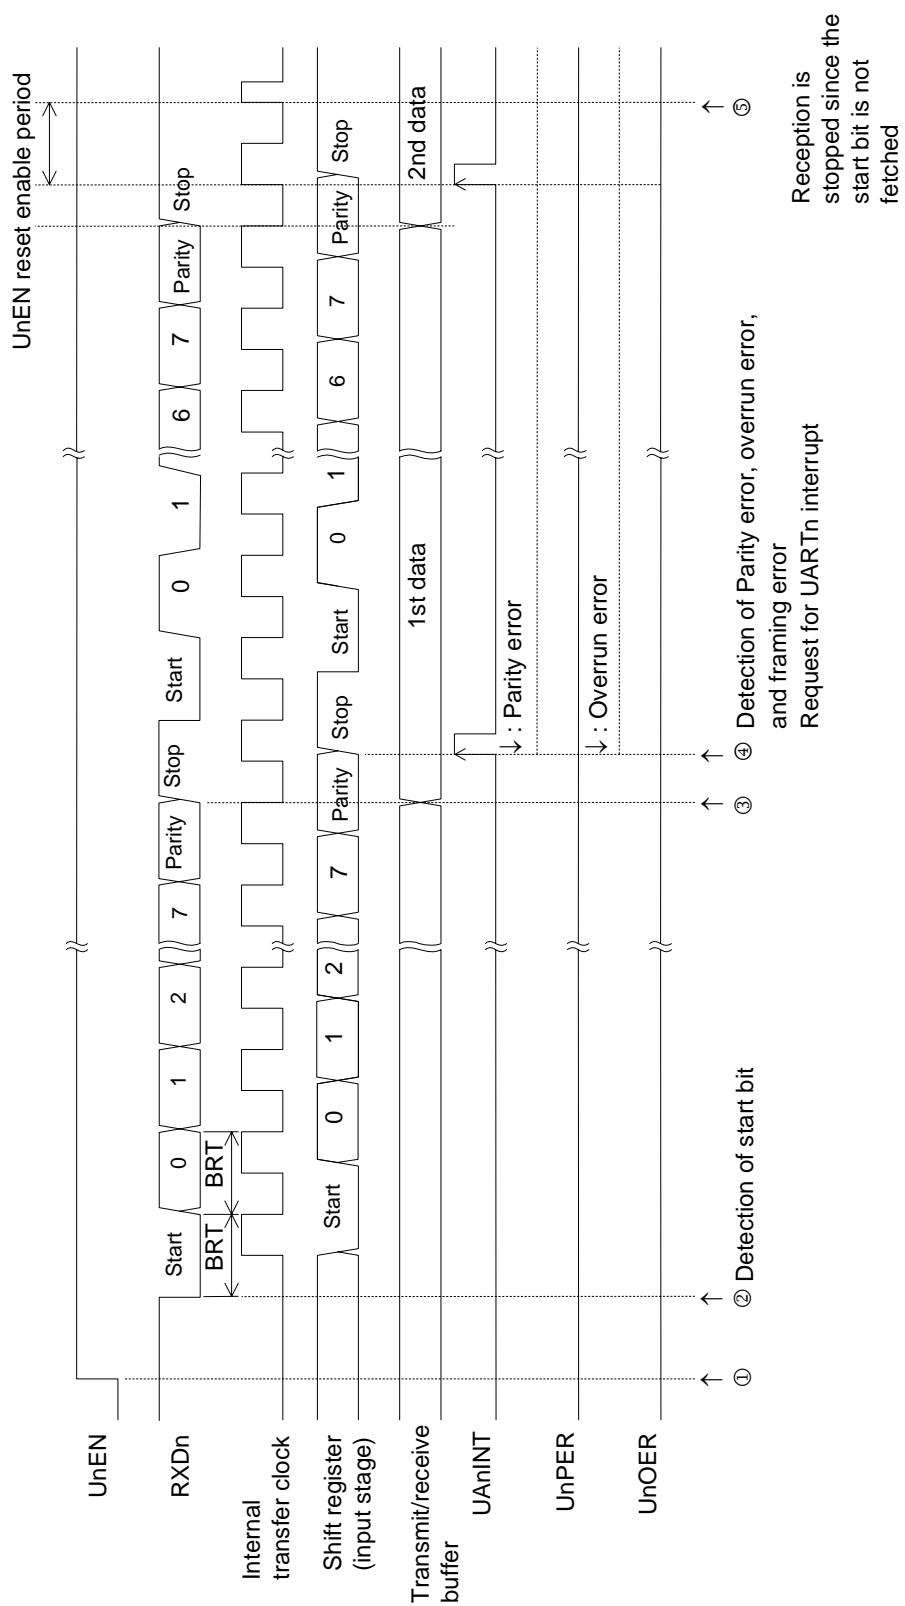 UnEN reset enable period
UnEN
RXDn
Start
0
1
2
7
Parity
Stop
Start
0
1
6
7
Parity
Stop
BRT
BRT
Internal
transfer clock
Shift register
(input stage)
Start
0
1
2
7
Parity
Stop
Start
0
1
6
7
Parity
Stop
Transmit/receive
buffer
1st data
2nd data
UAnINT
↓ : Parity error
UnPER
↓ : Overrun error
UnOER
①
② Detection of start bit
③
④ Detection of Parity error, overrun error,
and framing error
Request for UARTn interrupt
⑤
Reception is
stopped since the
start bit is not
fetched